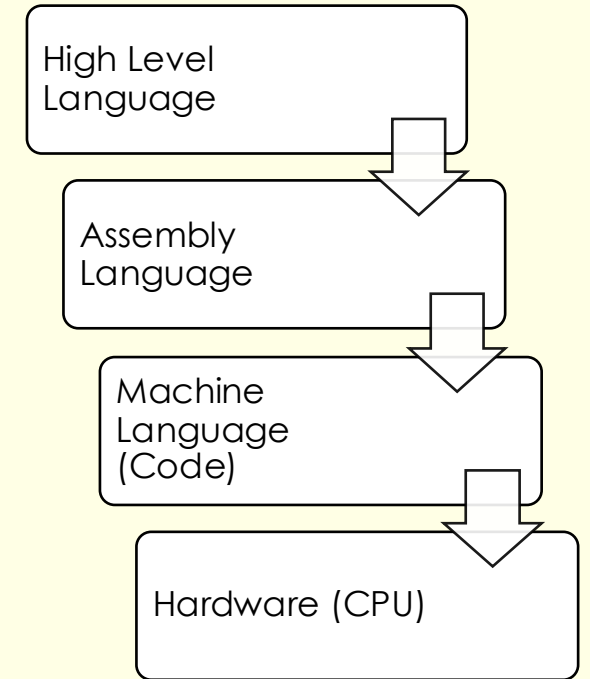 High Level
Language
Assembly
Language
Machine
Language
(Code)
Hardware (CPU)